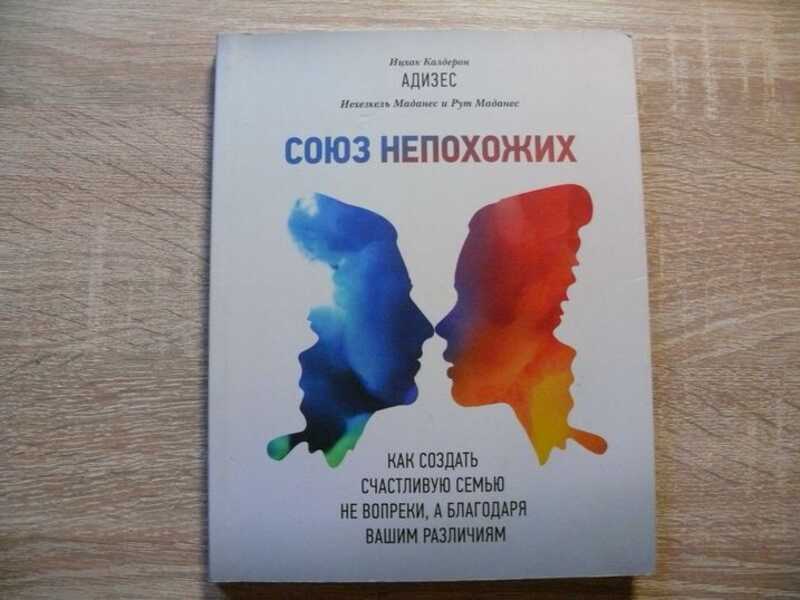 Ицхак Калдерон
АДИЗЕС
Иехезкель Маданес и Рут Маданес
СОЮЗ НЕПОХОЖИХ
КАК СОЗДАТЬ
СЧАСТЛИВУЮ СЕМЬЮ
НЕ ВОПРЕКИ, А БЛАГОДАРЯ
ВАШИМ РАЗЛИЧИЯМ